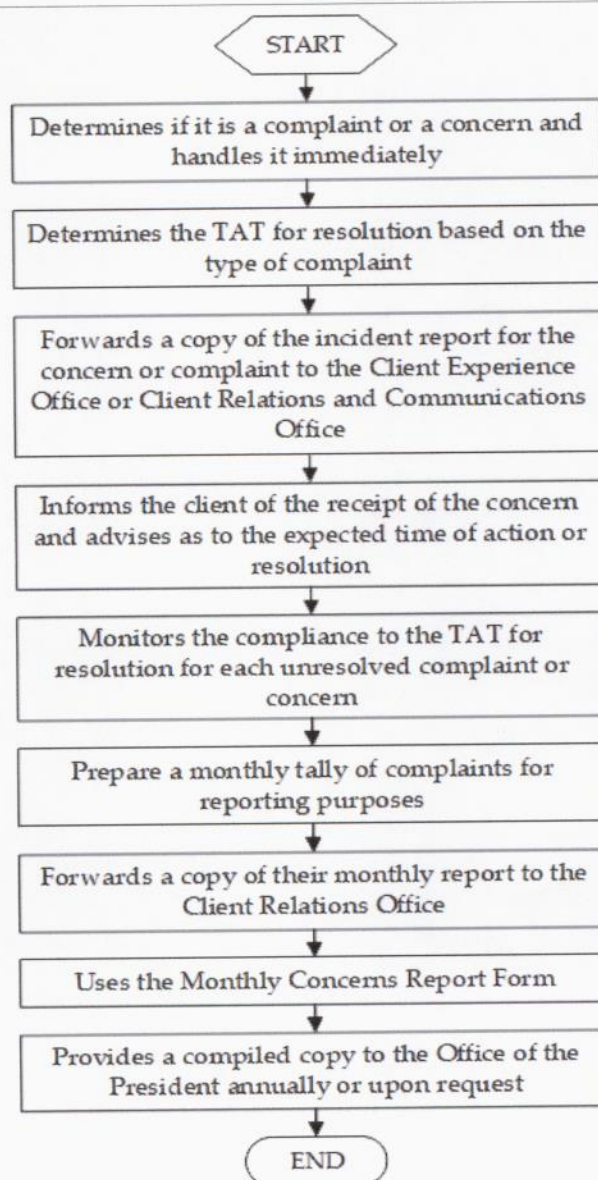 START
Determines if it is a complaint or a concern and
handles it immediately
Determines the TAT for resolution based on the
type of complaint
Forwards a copy of the incident report for the
concern or complaint to the Client Experience
Office or Client Relations and Communications
Office
Informs the client of the receipt of the concern
and advises as to the expected time of action or
resolution
Monitors the compliance to the TAT for
resolution for each unresolved complaint or
concern
Prepare a monthly tally of complaints for
reporting purposes
Forwards a copy of their monthly report to the
Client Relations Office
Uses the Monthly Concerns Report Form
Provides a compiled copy to the Office of the
President annually or upon request
END